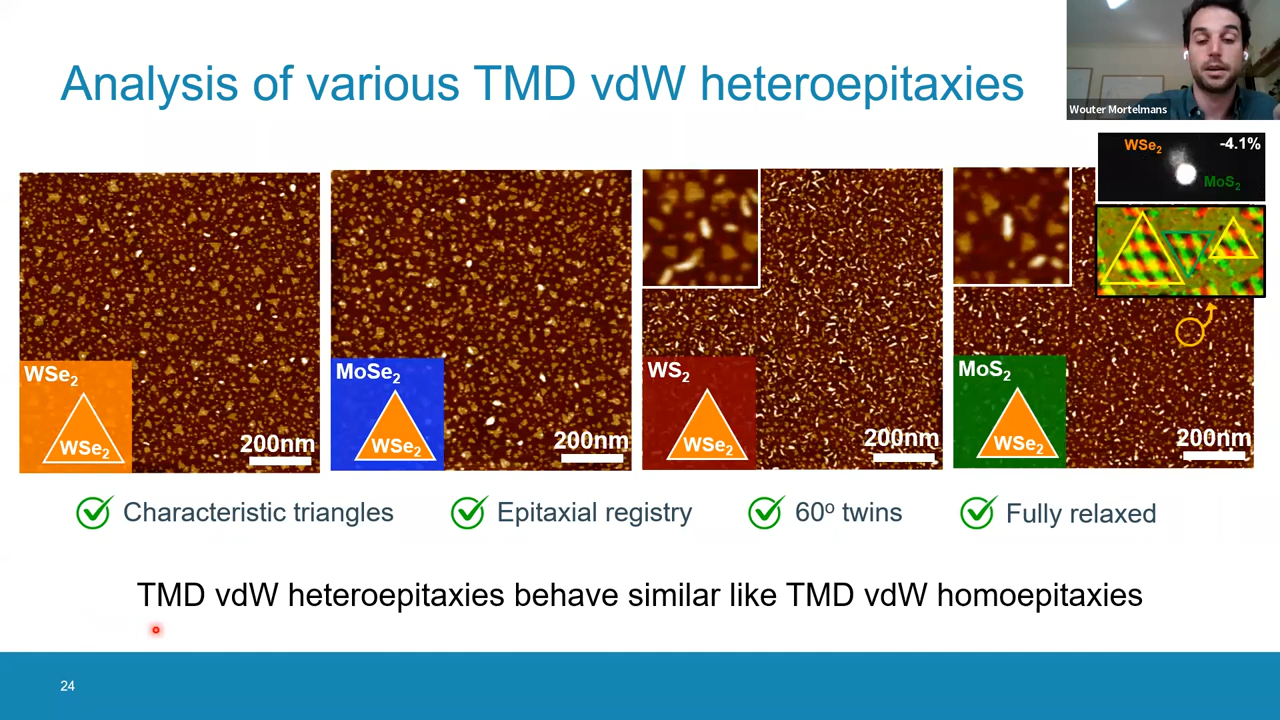 Analysis of various TMD vdW heteroepitaxies
Wouter Mortelmans
WSe₂
-4.1%
MoS₂
WSe₂
WSe₂
200nm
MoSe₂
WSe₂
200nm
WS₂
WSe₂
200nm
MoS₂
WSe₂
200nm
Characteristic triangles
Epitaxial registry
60º twins
Fully relaxed
TMD vdW heteroepitaxies behave similar like TMD vdW homoepitaxies
24